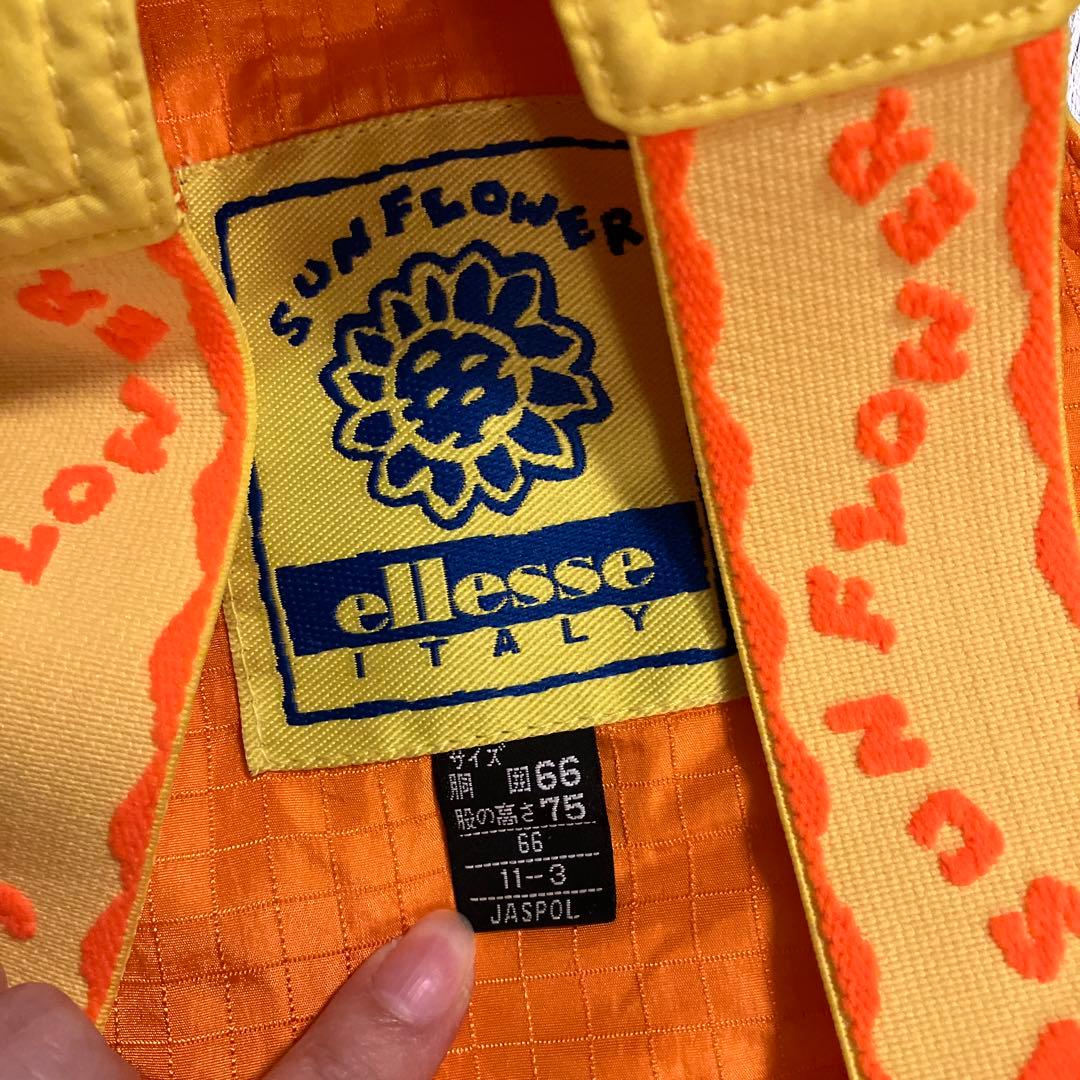 SUNFLOWER
ellesse
ITALY
サイズ
胴 囲66
股の高さ75
66
11-3
JASPOL
SUNFLOWER
LOWER